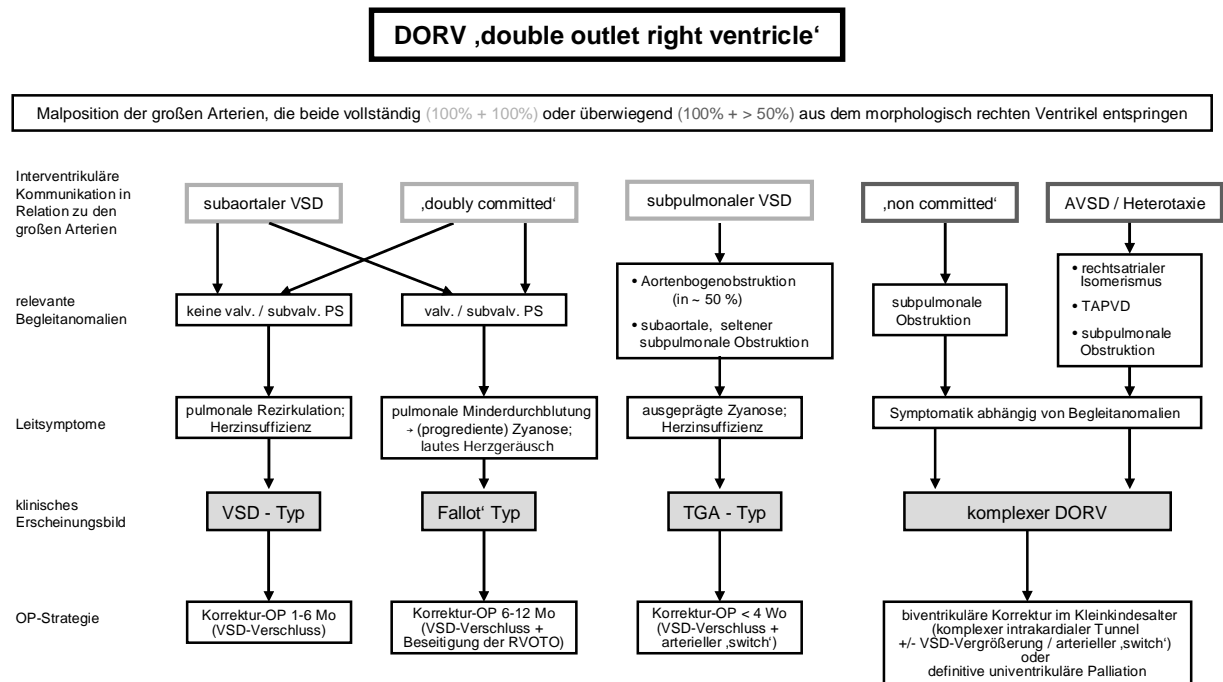 DORV ‚double outlet right ventricle‘
Malposition der großen Arterien, die beide vollständig (100% + 100%) oder überwiegend (100% + > 50%) aus dem morphologisch rechten Ventrikel entspringen
Interventrikuläre
Kommunikation in
Relation zu den
großen Arterien
subaortaler VSD
‚doubly committed‘
subpulmonaler VSD
‚non committed‘
AVSD / Heterotaxie
relevante
Begleitanomalien
keine valv. / subvalv. PS
valv. / subvalv. PS
• Aortenbogenobstruktion
(in ~ 50 %)
• subaortale, seltener
subpulmonale Obstruktion
subpulmonale
Obstruktion
• rechtsatrialer
Isomerismus
• TAPVD
• subpulmonale
Obstruktion
Leitsymptome
pulmonale Rezirkulation;
Herzinsuffizienz
pulmonale Minderdurchblutung
→ (progrediente) Zyanose;
lautes Herzgeräusch
ausgeprägte Zyanose;
Herzinsuffizienz
Symptomatik abhängig von Begleitanomalien
klinisches
Erscheinungsbild
VSD - Typ
Fallot‘ Typ
TGA - Typ
komplexer DORV
OP-Strategie
Korrektur-OP 1-6 Mo
(VSD-Verschluss)
Korrektur-OP 6-12 Mo
(VSD-Verschluss +
Beseitigung der RVOTO)
Korrektur-OP < 4 Wo
(VSD-Verschluss +
arterieller ‚switch‘)
biventrikuläre Korrektur im Kleinkindesalter
(komplexer intrakardialer Tunnel
+/- VSD-Vergrößerung / arterieller ‚switch‘)
oder
definitive univentrikuläre Palliation